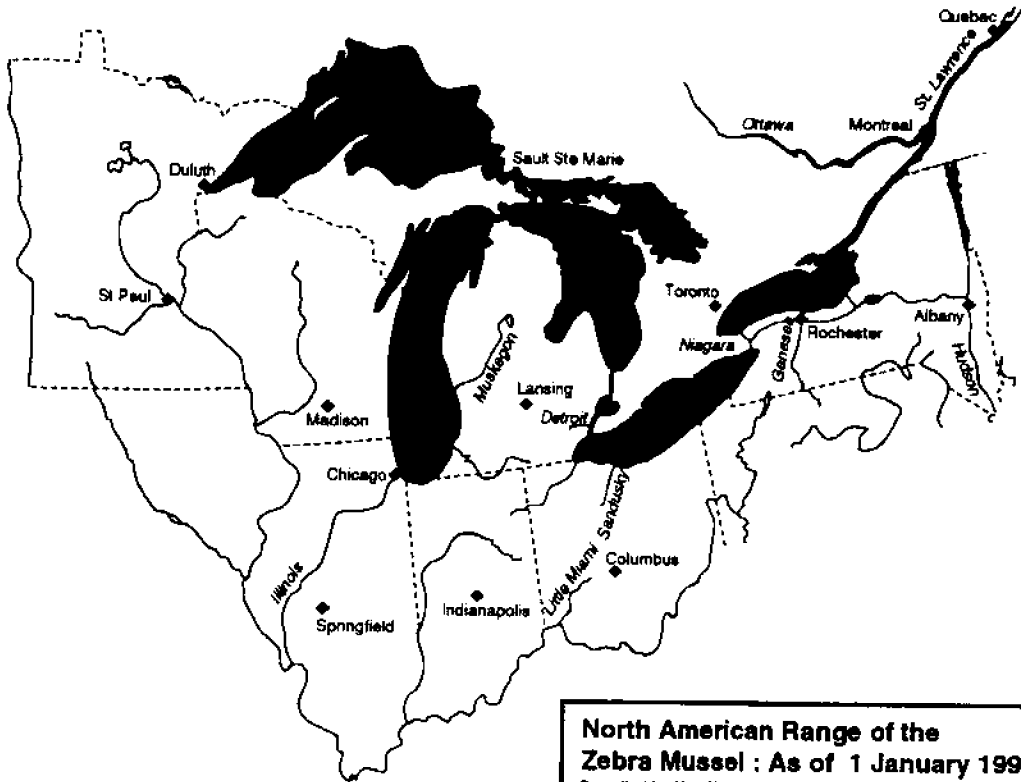 Quebac
St. Lawrence
Ottawa
Montreal
Sault Ste Marie
Duluth
St Paul
Toronto
Niagara
Genesee
Rochester
Albany
Hudson
Muskegon
Lansing
Detroit
Madison
Chicago
Sandusky
Little Miami
Columbus
Illinois
Indianapolis
Springfield
North American Range of the
Zebra Mussel : As of 1 January 199